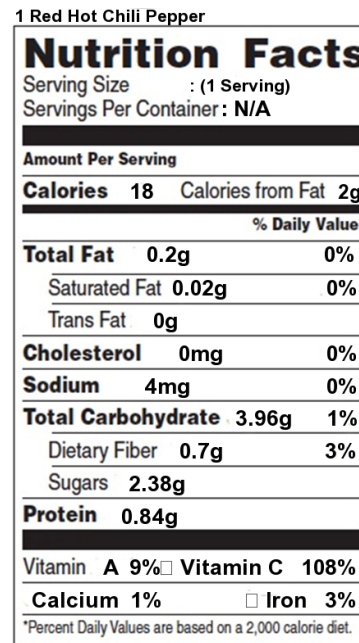 1 Red Hot Chili Pepper
Nutrition Facts
Serving Size : (1 Serving)
Servings Per Container : N/A
Amount Per Serving
Calories 18 Calories from Fat 2g
% Daily Value
Total Fat 0.2g 0%
Saturated Fat 0.02g 0%
Trans Fat 0g
Cholesterol 0mg 0%
Sodium 4mg 0%
Total Carbohydrate 3.96g 1%
Dietary Fiber 0.7g 3%
Sugars 2.38g
Protein 0.84g
Vitamin A 9%□ Vitamin C 108%
Calcium 1% □ Iron 3%
*Percent Daily Values are based on a 2,000 calorie diet.